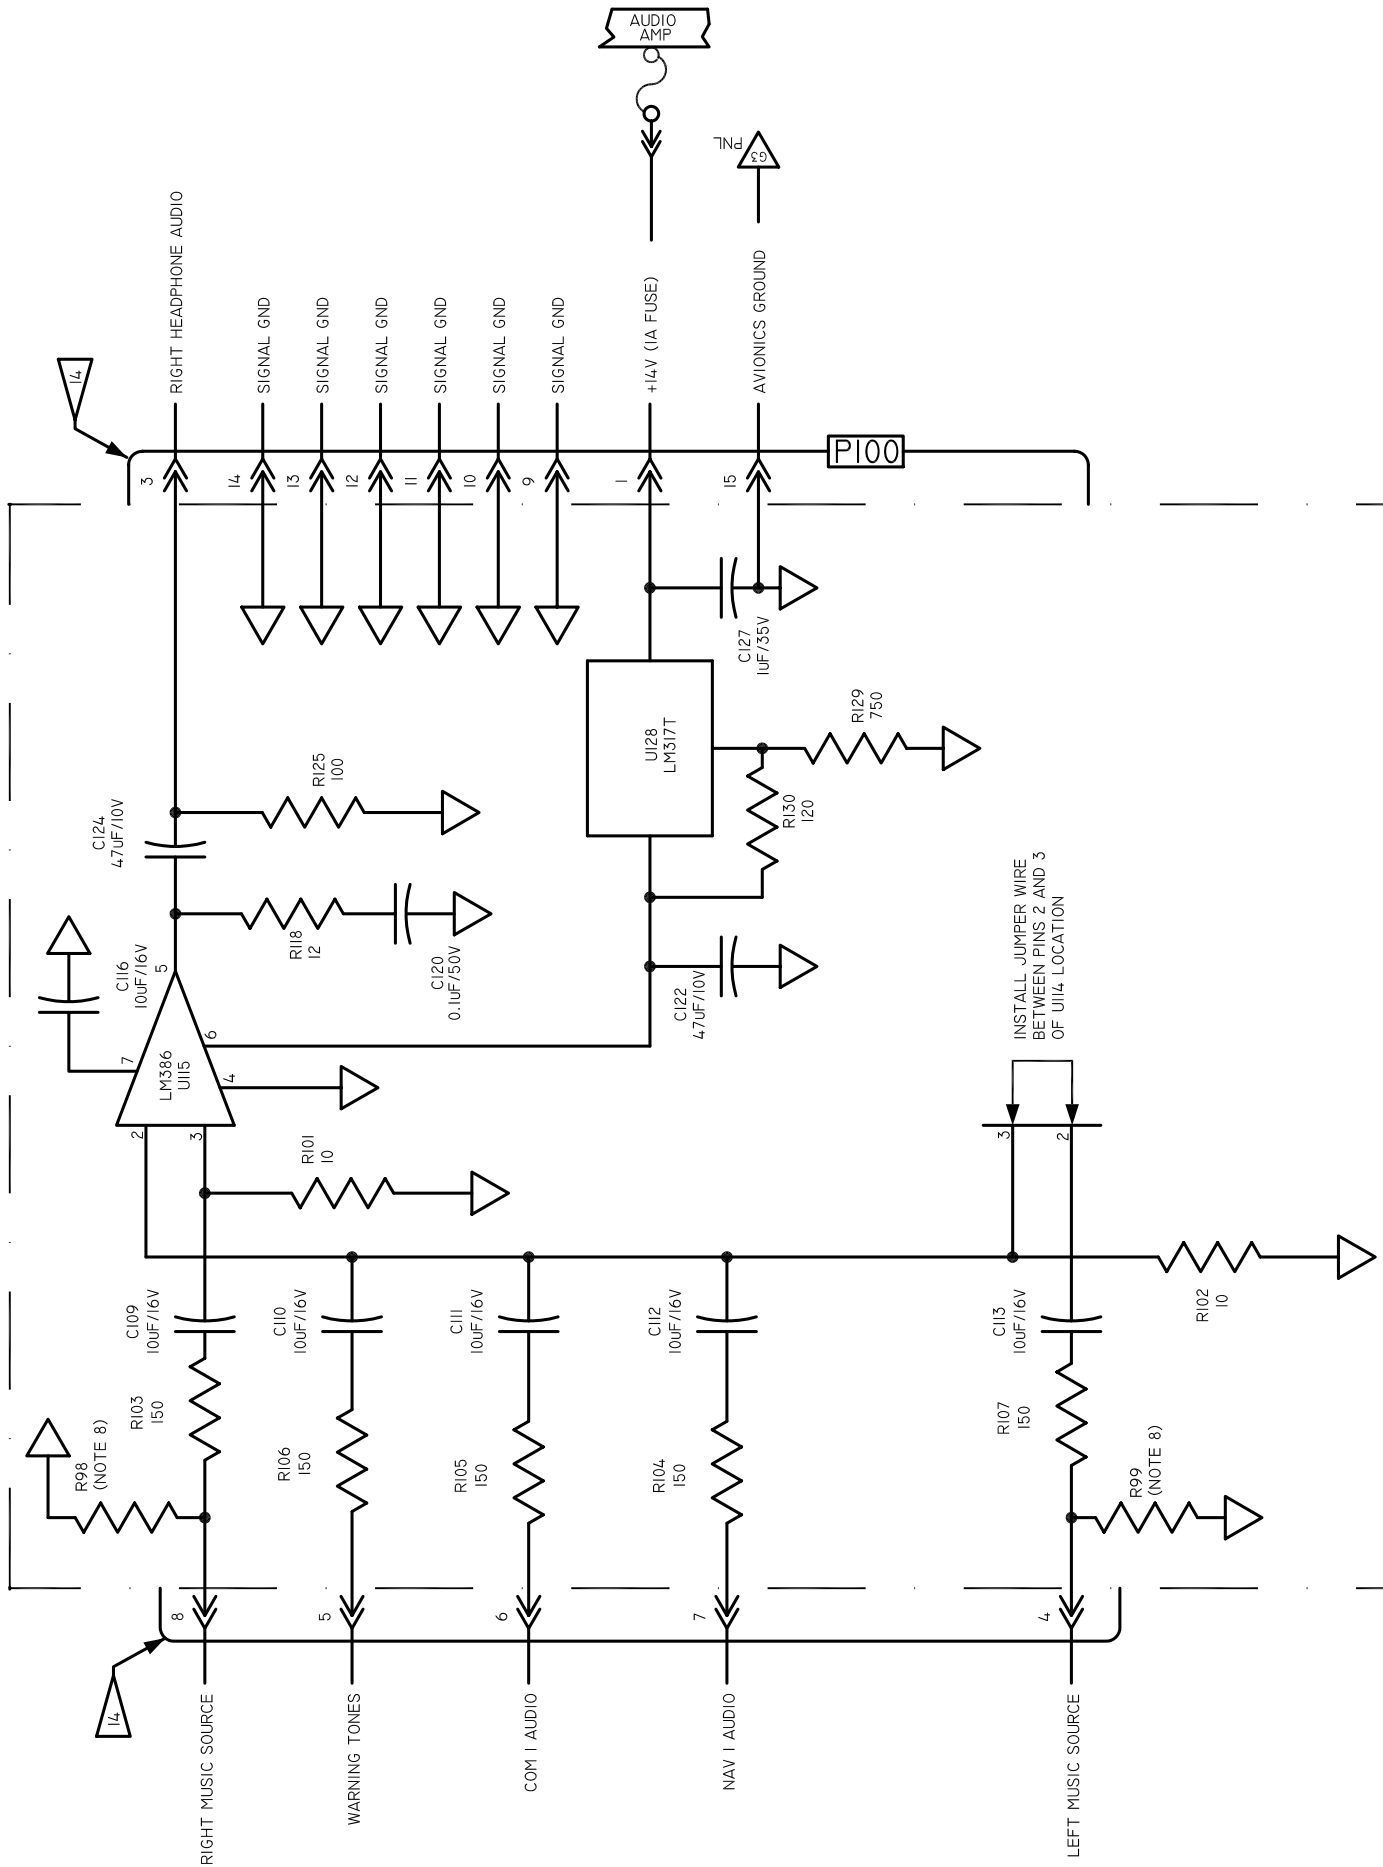 AUDIO
AMP
G3
PNL
RIGHT HEADPHONE AUDIO
SIGNAL GND
SIGNAL GND
SIGNAL GND
SIGNAL GND
SIGNAL GND
SIGNAL GND
+14V (1A FUSE)
AVIONICS GROUND
14
P100
3
14
13
12
11
10
9
1
15
C127
1uF/35V
U128
LM317T
R129
750
R130
120
R125
100
C124
47uF/10V
R118
12
C120
0.1uF/50V
C122
47uF/10V
C116
10uF/16V
5
7
6
4
LM386
U115
2
3
R101
10
INSTALL JUMPER WIRE
BETWEEN PINS 2 AND 3
OF U114 LOCATION
3
2
R102
10
C109
10uF/16V
C110
10uF/16V
C111
10uF/16V
C112
10uF/16V
C113
10uF/16V
R103
150
R106
150
R105
150
R104
150
R107
150
R98
(NOTE 8)
R99
(NOTE 8)
8
5
6
7
4
14
RIGHT MUSIC SOURCE
WARNING TONES
COM 1 AUDIO
NAV 1 AUDIO
LEFT MUSIC SOURCE